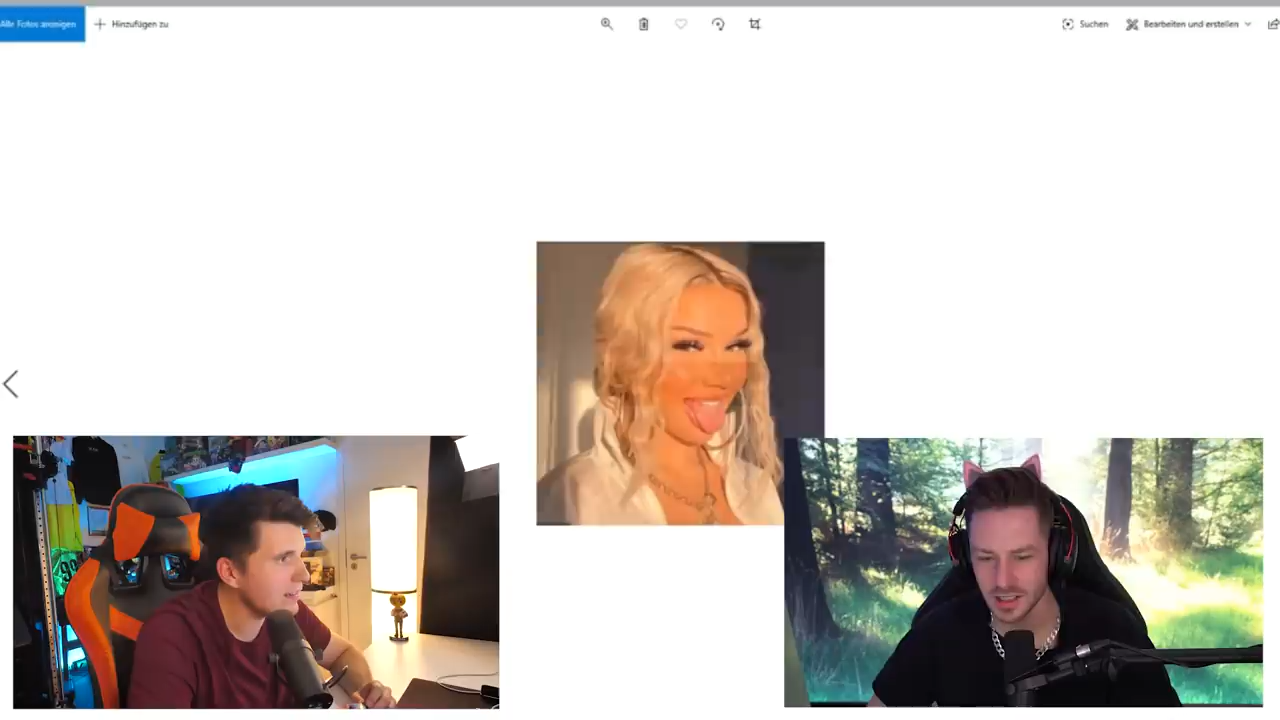 Alle Fotos anzeigen
Hinzufügen zu
Suchen
Bearbeiten und erstellen